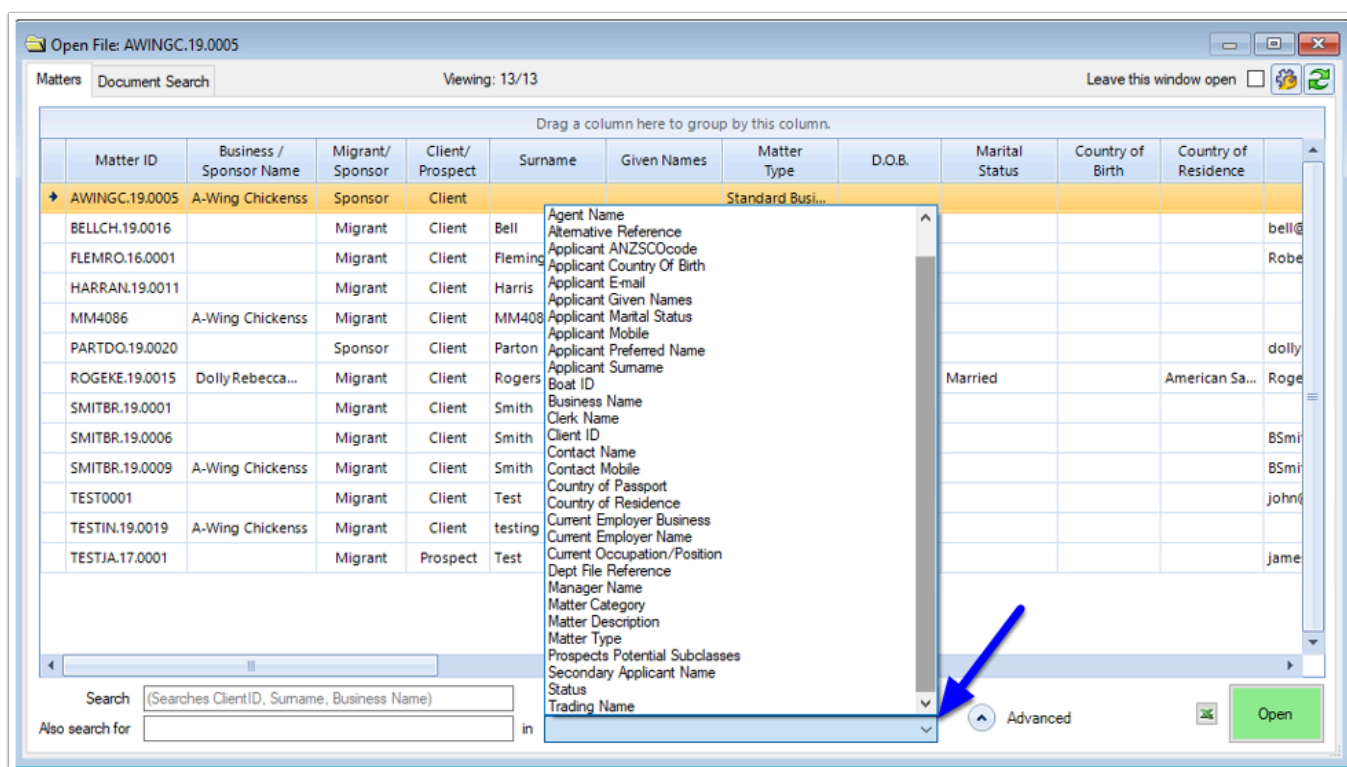 Open File: AWINGC.19.0005
Matters Document Search Viewing: 13/13 Leave this window open
Drag a column here to group by this column.
Matter ID Business / Sponsor Name Migrant/ Sponsor Client/ Prospect Surname Given Names Matter Type D.O.B. Marital Status Country of Birth Country of Residence
AWINGC.19.0005 A-Wing Chickenss Sponsor Client Standard Busi...
BELLCH.19.0016 Migrant Client Bell bell@
FLEMRO.16.0001 Migrant Client Fleming Robe
HARRAN.19.0011 Migrant Client Harris
MM4086 A-Wing Chickenss Migrant Client MM408
PARTDO.19.0020 Sponsor Client Parton dolly
ROGEKE.19.0015 Dolly Rebecca... Migrant Client Rogers Married American Sa... Roge
SMITBR.19.0001 Migrant Client Smith
SMITBR.19.0006 Migrant Client Smith BSmi
SMITBR.19.0009 A-Wing Chickenss Migrant Client Smith BSmi
TEST0001 Migrant Client Test john
TESTIN.19.0019 A-Wing Chickenss Migrant Client testing
TESTJA.17.0001 Migrant Prospect Test jame
Agent Name
Alternative Reference
Applicant ANZSCOcode
Applicant Country Of Birth
Applicant E-mail
Applicant Given Names
Applicant Marital Status
Applicant Mobile
Applicant Preferred Name
Applicant Surname
Boat ID
Business Name
Clerk Name
Client ID
Contact Name
Contact Mobile
Country of Passport
Country of Residence
Current Employer Business
Current Employer Name
Current Occupation/Position
Dept File Reference
Manager Name
Matter Category
Matter Description
Matter Type
Prospects Potential Subclasses
Secondary Applicant Name
Status
Trading Name
Search (Searches ClientID, Surname, Business Name)
Also search for in Advanced Open